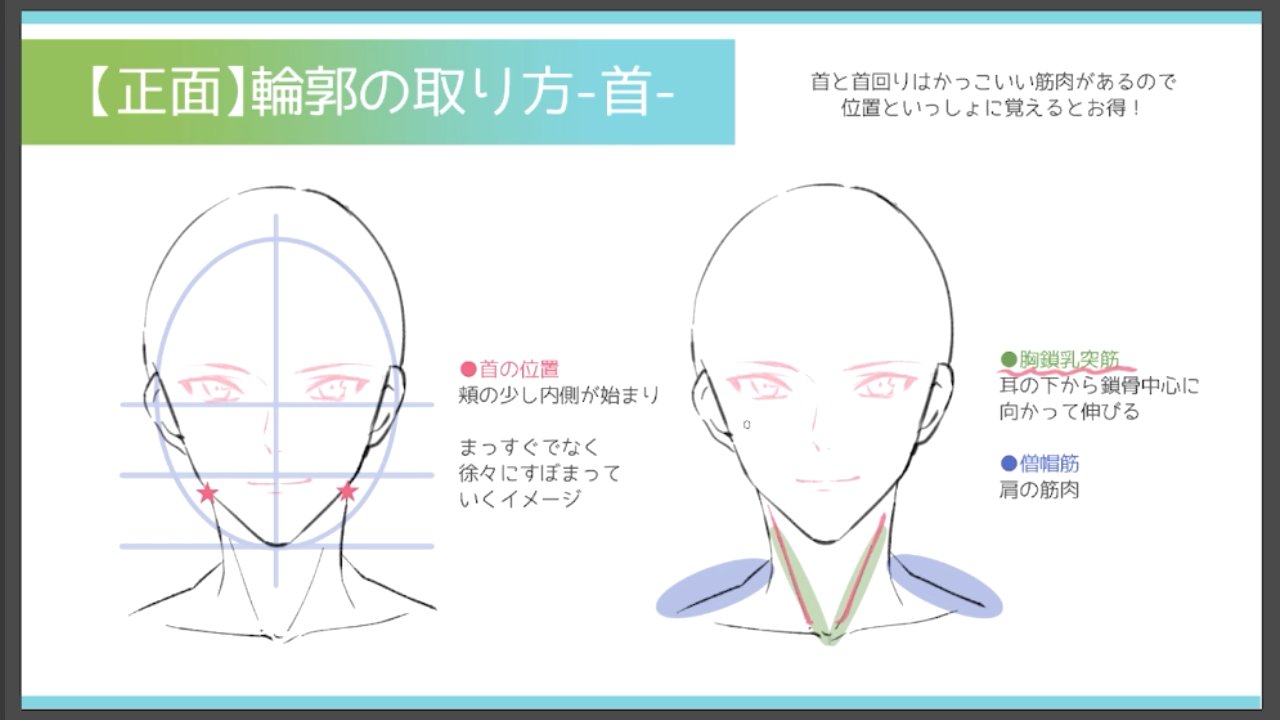 【正面】輪郭の取り方-首-
首と首回りはかっこいい筋肉があるので
位置といっしょに覚えるとお得！
●首の位置
頬の少し内側が始まり
まっすぐでなく
徐々にすぼまって
いくイメージ
●胸鎖乳突筋
耳の下から鎖骨中心に
向かって伸びる
●僧帽筋
肩の筋肉